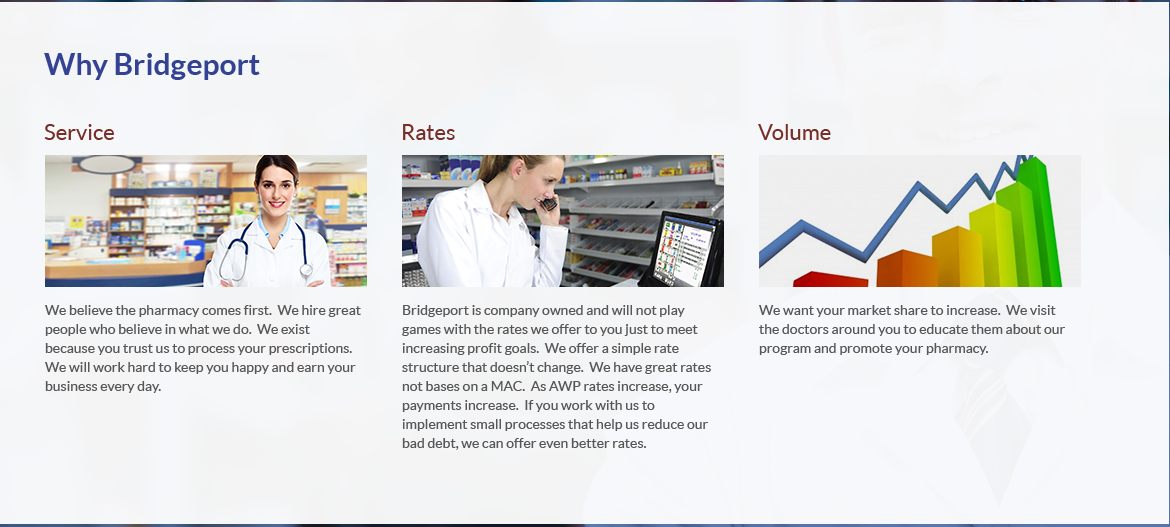 Why Bridgeport
Service
We believe the pharmacy comes first. We hire great
people who believe in what we do. We exist
because you trust us to process your prescriptions.
We will work hard to keep you happy and earn your
business every day.
Rates
Bridgeport is company owned and will not play
games with the rates we offer to you just to meet
increasing profit goals. We offer a simple rate
structure that doesn’t change. We have great rates
not bases on a MAC. As AWP rates increase, your
payments increase. If you work with us to
implement small processes that help us reduce our
bad debt, we can offer even better rates.
Volume
We want your market share to increase. We visit
the doctors around you to educate them about our
program and promote your pharmacy.